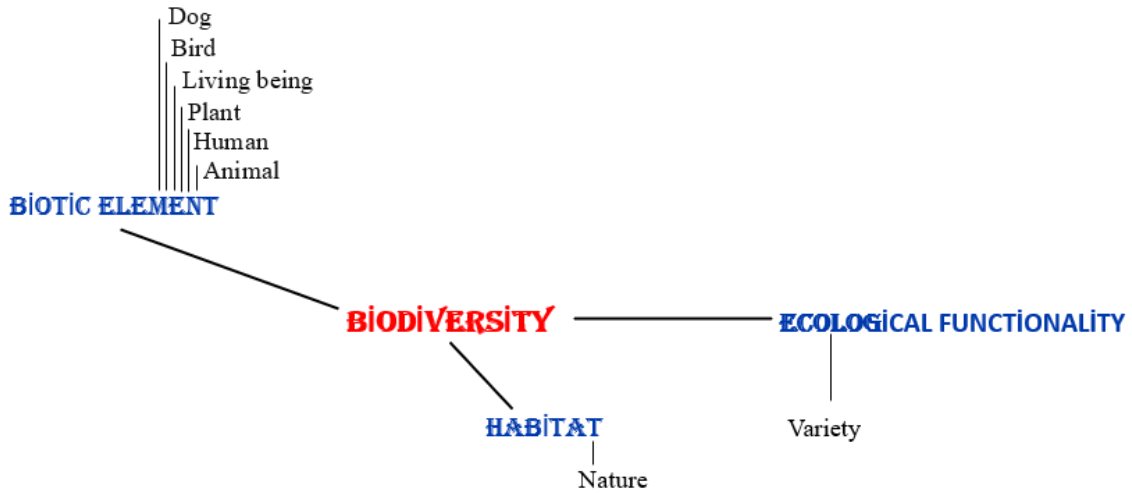 Dog
Bird
Living being
Plant
Human
Animal
BİOTİC ELEMENT
BİODİVERSİTY
ECOLOGİCAL FUNCTİONALİTY
HABİTAT
Variety
Nature